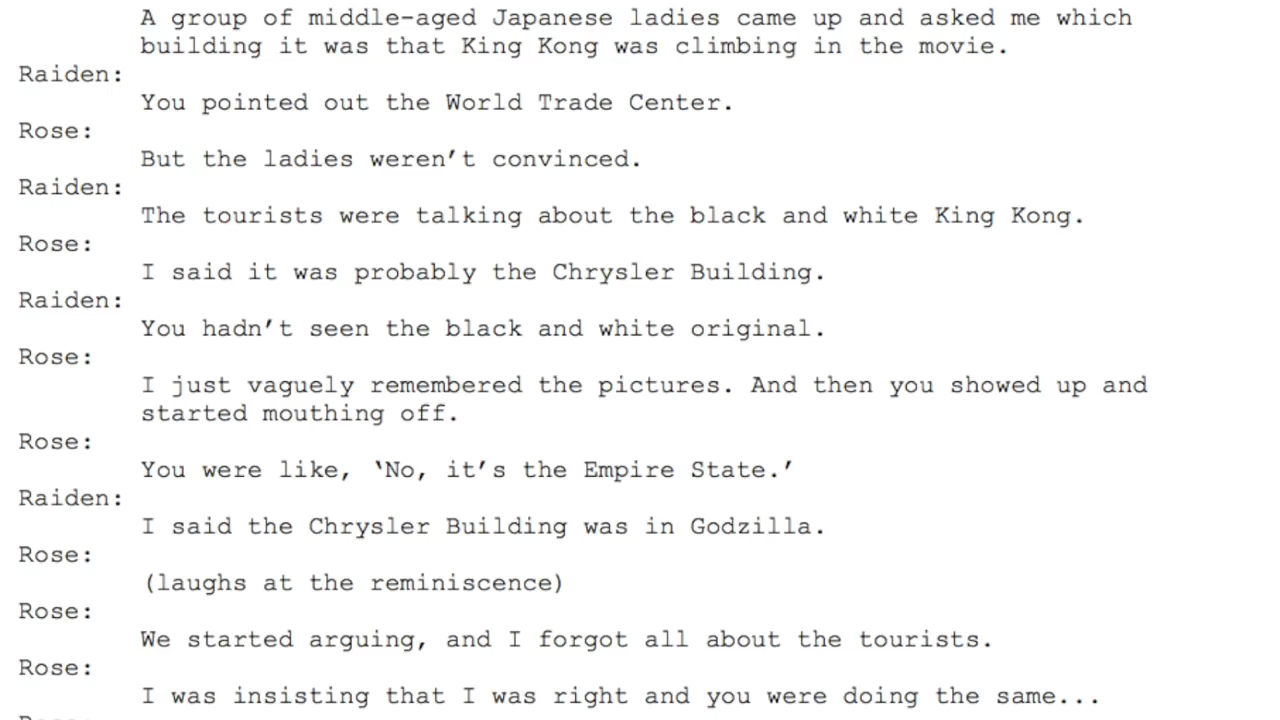 A group of middle-aged Japanese ladies came up and asked me which
building it was that King Kong was climbing in the movie.
Raiden:
You pointed out the World Trade Center.
Rose:
But the ladies weren’t convinced.
Raiden:
The tourists were talking about the black and white King Kong.
Rose:
I said it was probably the Chrysler Building.
Raiden:
You hadn’t seen the black and white original.
Rose:
I just vaguely remembered the pictures. And then you showed up and
started mouthing off.
Rose:
You were like, ‘No, it’s the Empire State.’
Raiden:
I said the Chrysler Building was in Godzilla.
Rose:
(laughs at the reminiscence)
Rose:
We started arguing, and I forgot all about the tourists.
Rose:
I was insisting that I was right and you were doing the same...